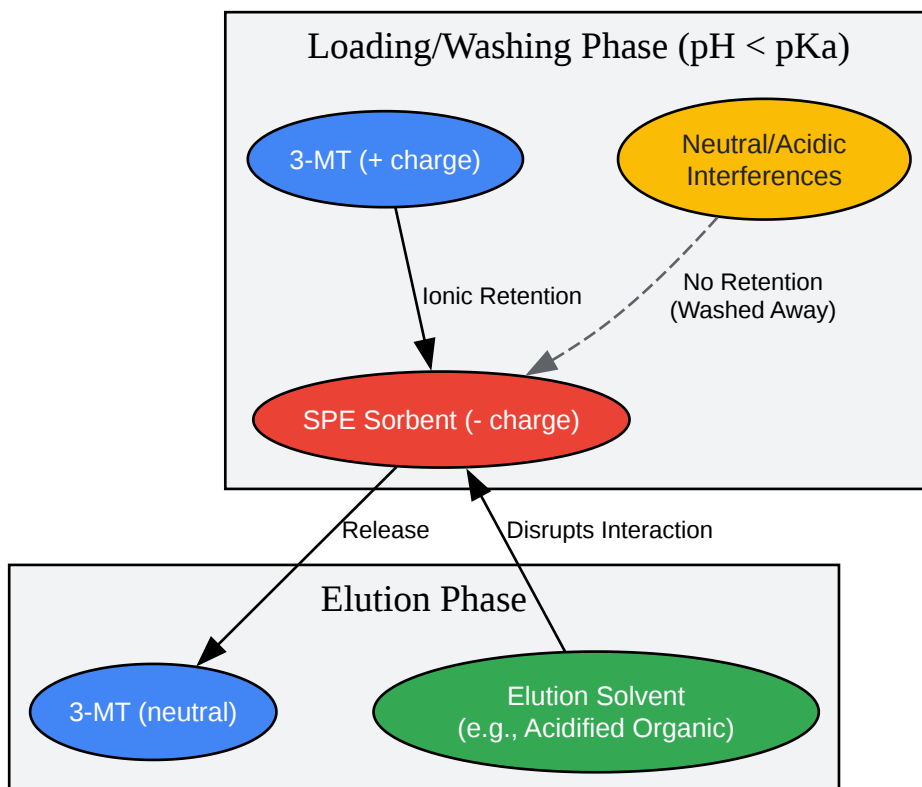 Loading/Washing Phase (pH < pKa)
3-MT (+ charge)
Neutral/Acidic
Interferences
Ionic Retention
No Retention
(Washed Away)
SPE Sorbent (- charge)
Release
Disrupts Interaction
Elution Phase
3-MT (neutral)
Elution Solvent
(e.g., Acidified Organic)